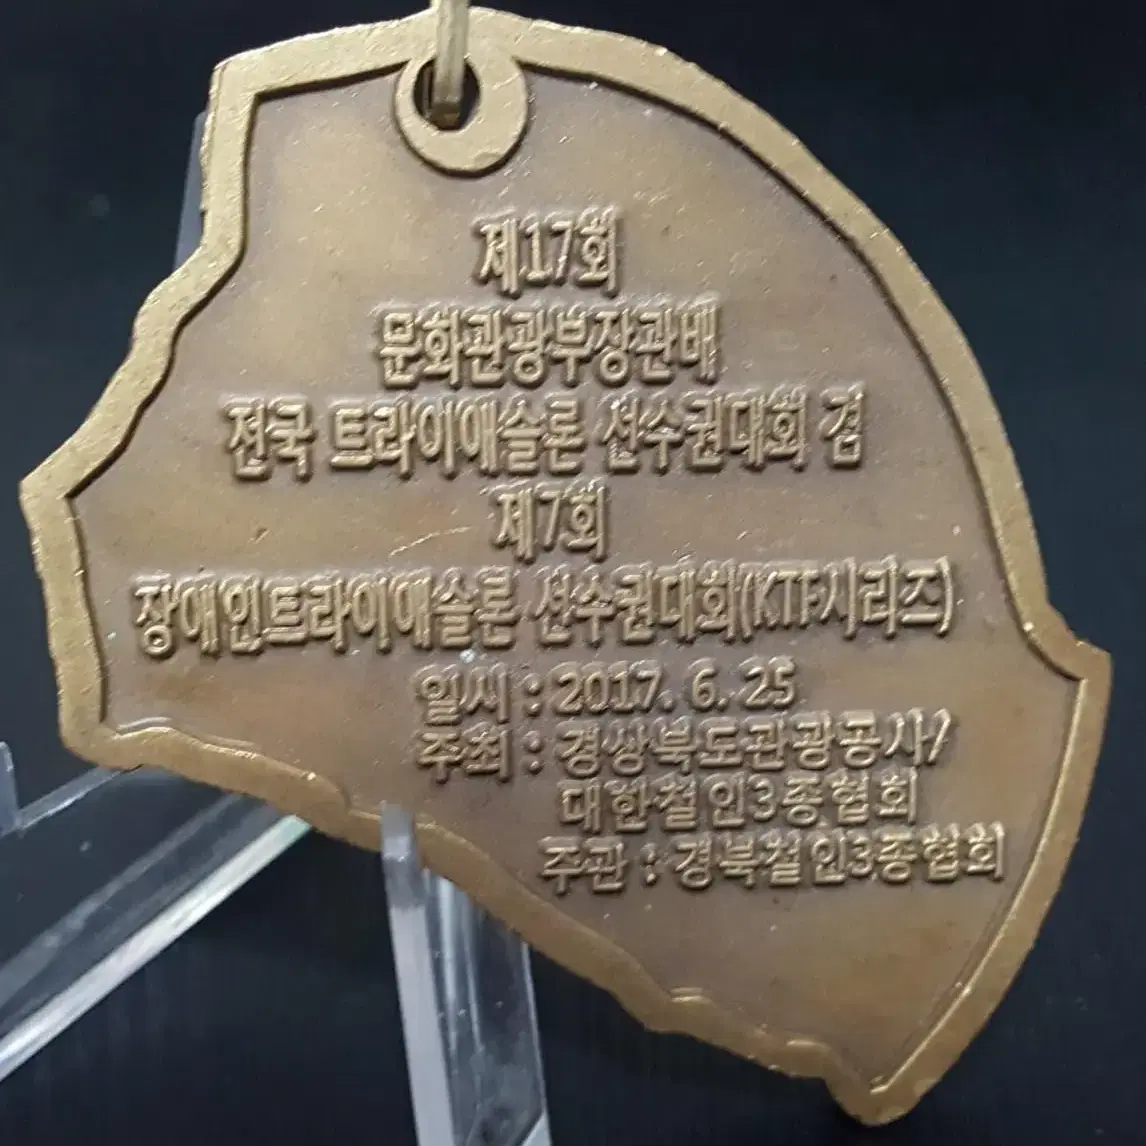 제17회
문화관광부장관배
전국 트라이애슬론 선수권대회 겸
제7회
장애인트라이애슬론 선수권대회(KTF시리즈)
일시 : 2017. 6. 25
주최 : 경상북도관광공사/
대한철인3종협회
주관 : 경북철인3종협회